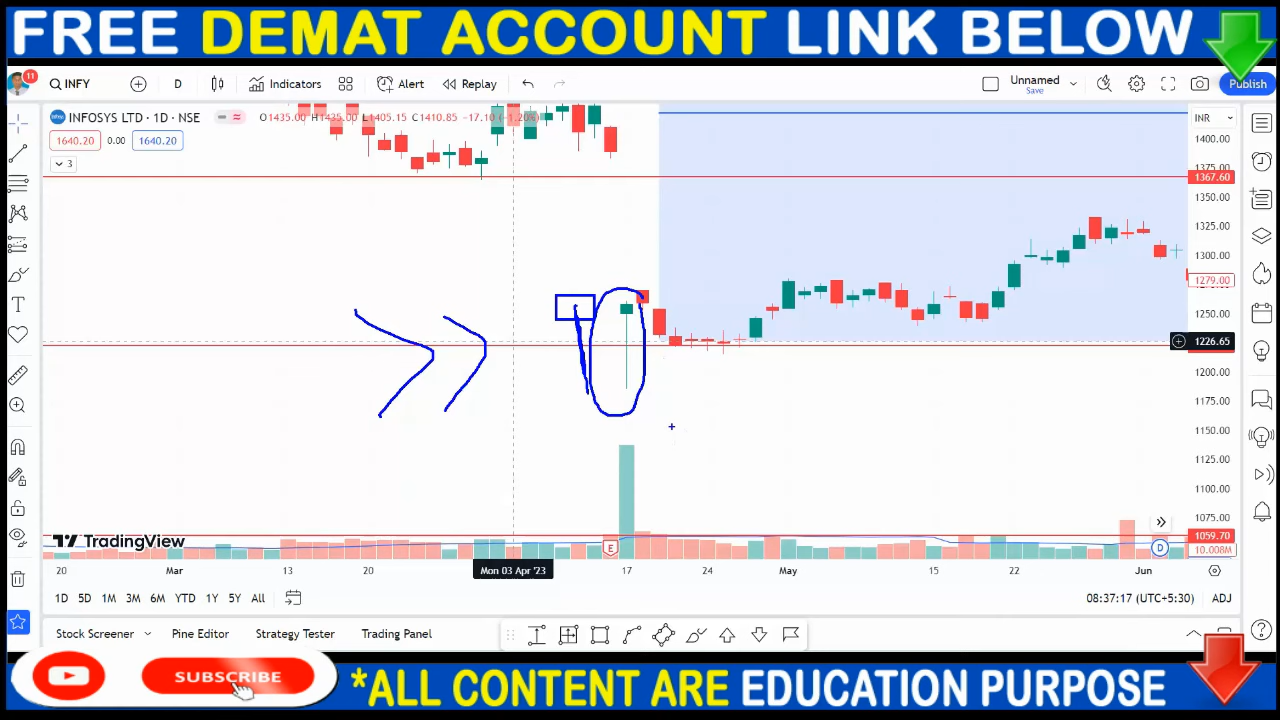 FREE DEMAT ACCOUNT LINK BELOW
11
INFY
D
Indicators
Alert
Replay
Unnamed
Save
Publish
INFOSYS LTD · 1D · NSE
O1435.00 H1435.00 L1405.15 C1410.85 -17.10 (-1.20%)
INR
1640.20
0.00
1640.20
3
1400.00
1375.00
1367.60
1350.00
1325.00
1300.00
1279.00
1250.00
1226.65
1200.00
1175.00
1150.00
1125.00
1100.00
1075.00
1059.70
10.008M
TradingView
E
D
20
Mar
13
20
Mon 03 Apr '23
17
24
May
15
22
Jun
1D
5D
1M
3M
6M
YTD
1Y
5Y
All
08:37:17 (UTC+5:30)
ADJ
Stock Screener
Pine Editor
Strategy Tester
Trading Panel
SUBSCRIBE
*ALL CONTENT ARE EDUCATION PURPOSE